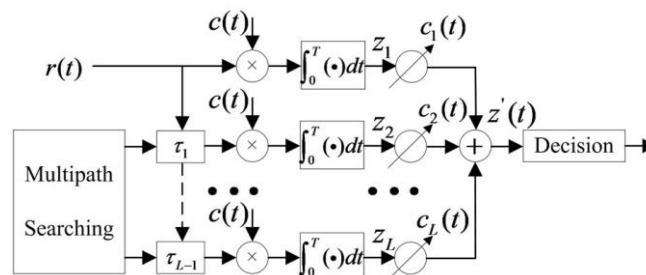 c(t)
r(t)
×
∫₀ᵀ (•)dt
z₁
c₁(t)
c(t)
Multipath
Searching
τ₁
×
∫₀ᵀ (•)dt
z₂
c₂(t)
+
z'(t)
Decision
c(t)
τ_{L−1}
×
∫₀ᵀ (•)dt
z_L
c_L(t)